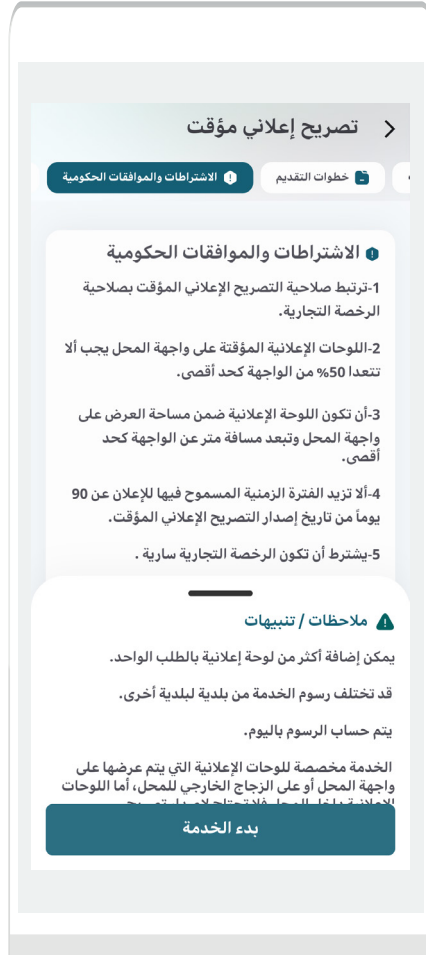 تصريح إعلاني مؤقت
خطوات التقديم
الاشتراطات والموافقات الحكومية
الاشتراطات والموافقات الحكومية
1-ترتبط صلاحية التصريح الإعلاني المؤقت بصلاحية
الرخصة التجارية.
2-اللوحات الإعلانية المؤقتة على واجهة المحل يجب ألا
تتعدا 50% من الواجهة كحد أقصى.
3-أن تكون اللوحة الإعلانية ضمن مساحة العرض على
واجهة المحل وتبعد مسافة متر عن الواجهة كحد
أقصى.
4-ألا تزيد الفترة الزمنية المسموح فيها للإعلان عن 90
يوماً من تاريخ إصدار التصريح الإعلاني المؤقت.
5-يشترط أن تكون الرخصة التجارية سارية .
ملاحظات / تنبيهات
يمكن إضافة أكثر من لوحة إعلانية بالطلب الواحد.
قد تختلف رسوم الخدمة من بلدية لبلدية أخرى.
يتم حساب الرسوم باليوم.
الخدمة مخصصة للوحات الإعلانية التي يتم عرضها على
واجهة المحل أو على الزجاج الخارجي للمحل، أما اللوحات
بدء الخدمة